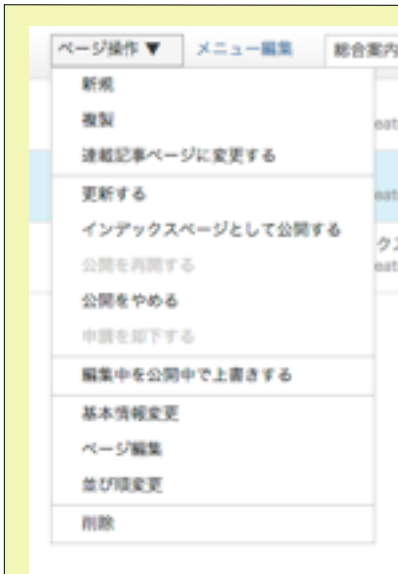 ページ操作 ▼ メニュー編集 総合案内
新規
複製
eat
連載記事ページに変更する
更新する
eat
インデックスページとして公開する
クス
公開を再開する
eat
公開をやめる
申請を却下する
編集中を公開中で上書きする
基本情報変更
ページ編集
並び順変更
削除